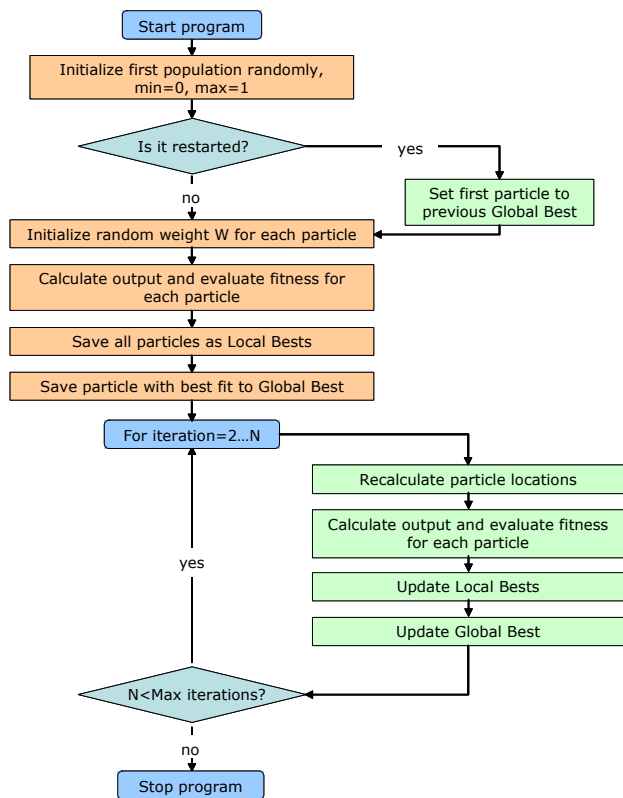 Start program
Initialize first population randomly,
min=0, max=1
Is it restarted?
yes
Set first particle to
previous Global Best
no
Initialize random weight W for each particle
Calculate output and evaluate fitness for
each particle
Save all particles as Local Bests
Save particle with best fit to Global Best
For iteration=2...N
Recalculate particle locations
Calculate output and evaluate fitness
for each particle
yes
Update Local Bests
Update Global Best
N<Max iterations?
no
Stop program